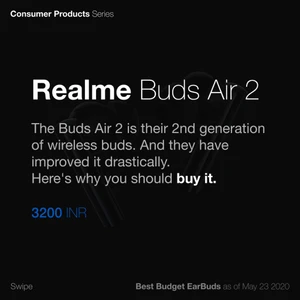 Consumer Products Series
Realme Buds Air 2
The Buds Air 2 is their 2nd generation
of wireless buds. And they have
improved it drastically.
Here's why you should buy it.
3200 INR
Swipe
Best Budget EarBuds as of May 23 2020